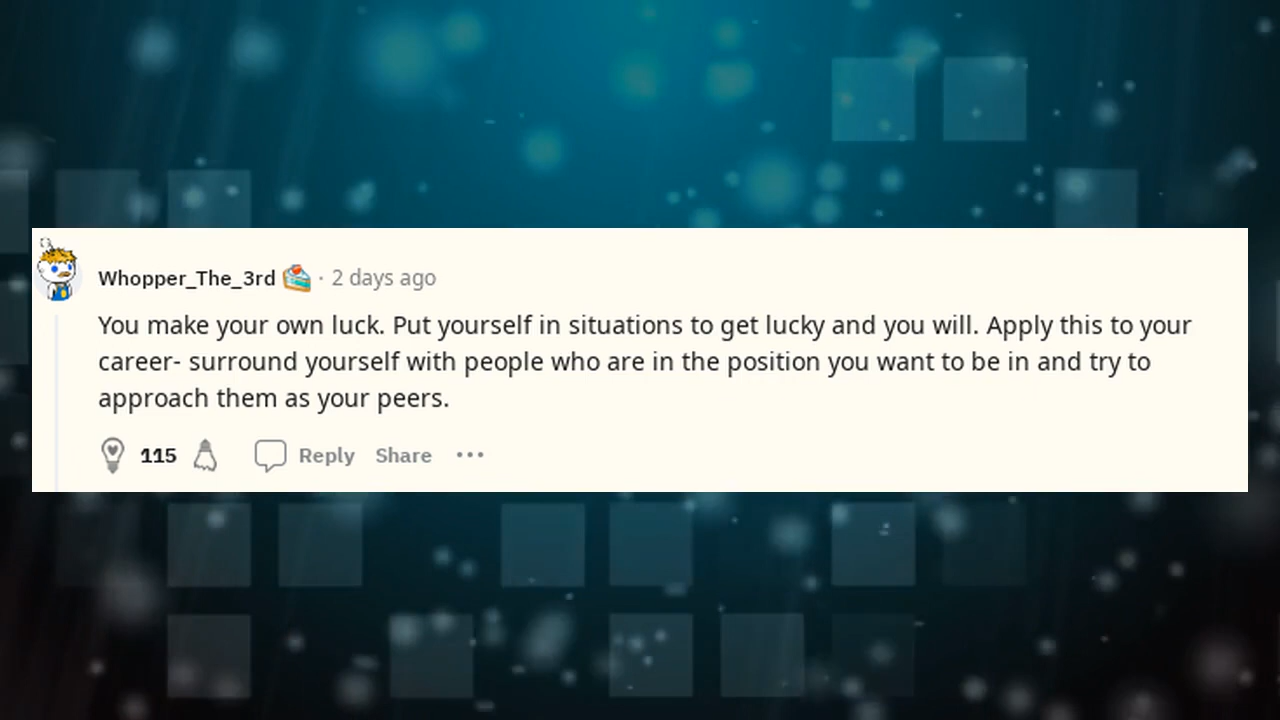 Whopper_The_3rd 🍰 · 2 days ago
You make your own luck. Put yourself in situations to get lucky and you will. Apply this to your
career- surround yourself with people who are in the position you want to be in and try to
approach them as your peers.
115 Reply Share ···